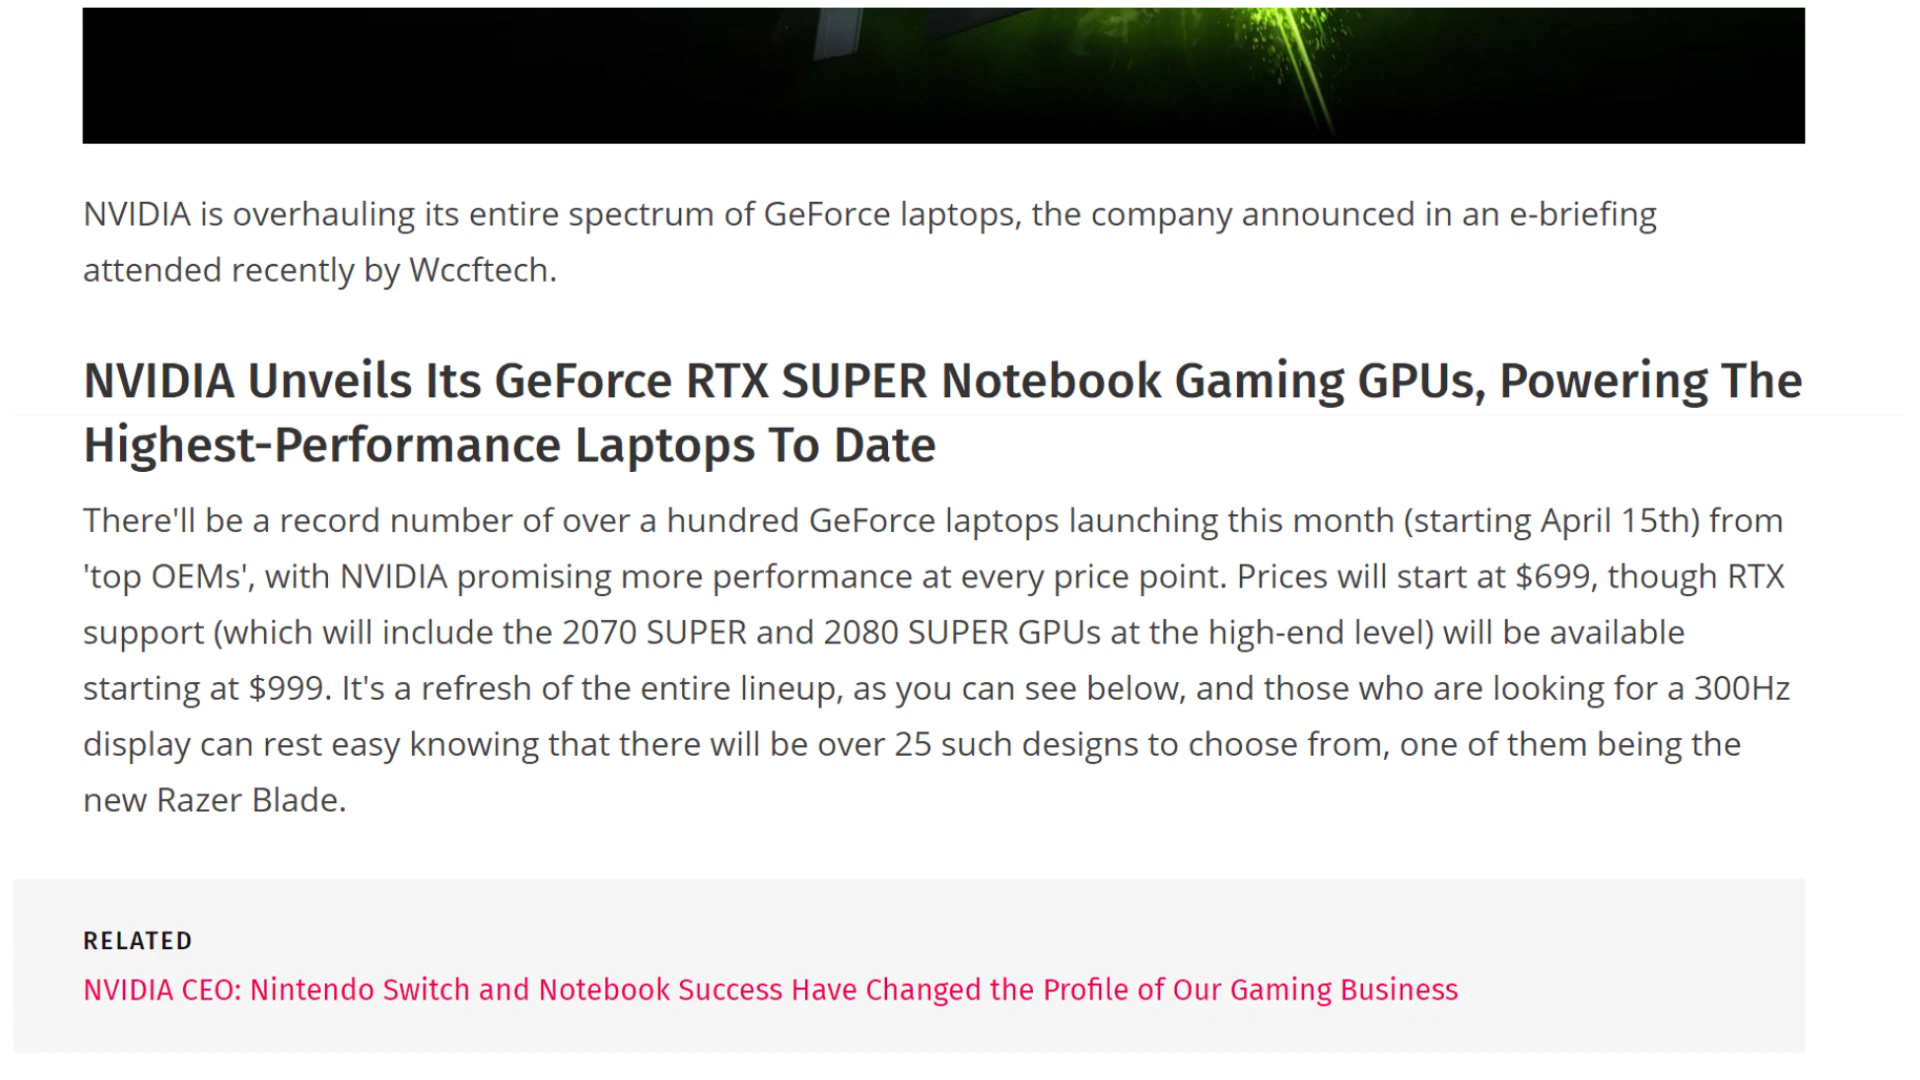 NVIDIA is overhauling its entire spectrum of GeForce laptops, the company announced in an e-briefing
attended recently by Wccftech.
NVIDIA Unveils Its GeForce RTX SUPER Notebook Gaming GPUs, Powering The
Highest-Performance Laptops To Date
There'll be a record number of over a hundred GeForce laptops launching this month (starting April 15th) from
'top OEMs', with NVIDIA promising more performance at every price point. Prices will start at $699, though RTX
support (which will include the 2070 SUPER and 2080 SUPER GPUs at the high-end level) will be available
starting at $999. It's a refresh of the entire lineup, as you can see below, and those who are looking for a 300Hz
display can rest easy knowing that there will be over 25 such designs to choose from, one of them being the
new Razer Blade.
RELATED
NVIDIA CEO: Nintendo Switch and Notebook Success Have Changed the Profile of Our Gaming Business